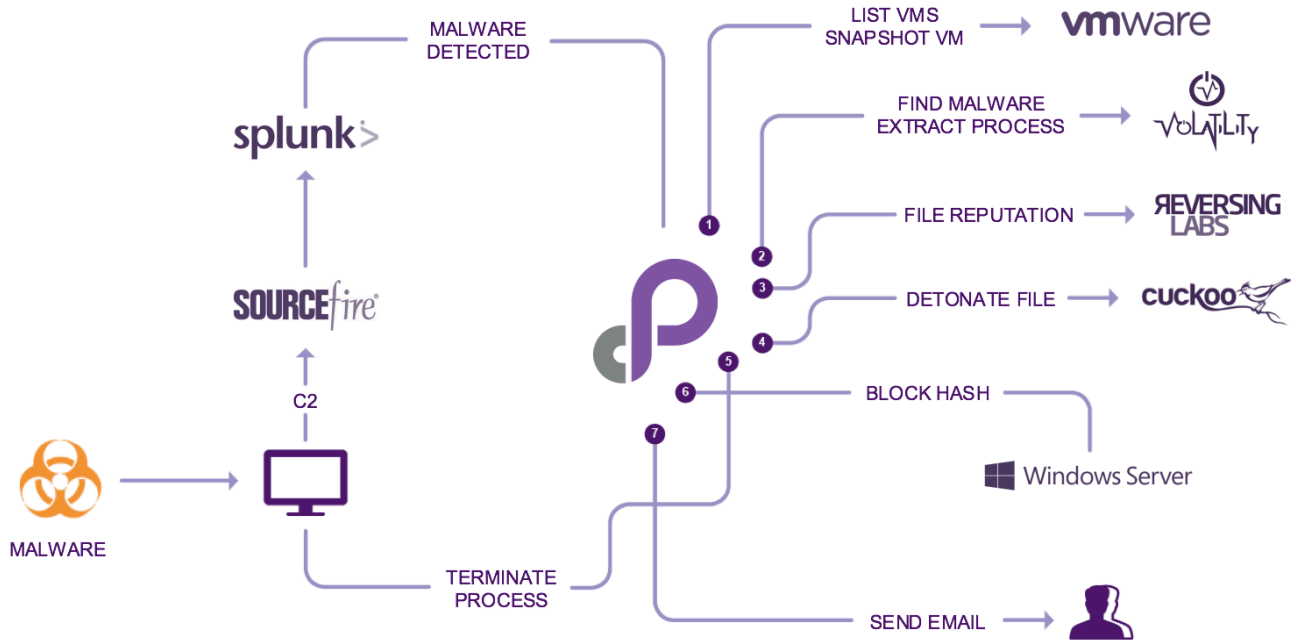 MALWARE
DETECTED
LIST VMS
SNAPSHOT VM
vmware
splunk>
FIND MALWARE
EXTRACT PROCESS
VOLATILITY
1
FILE REPUTATION
REVERSING
LABS
2
3
SOURCEfire®
DETONATE FILE
cuckoo
4
5
C2
6
BLOCK HASH
7
Windows Server
MALWARE
TERMINATE
PROCESS
SEND EMAIL